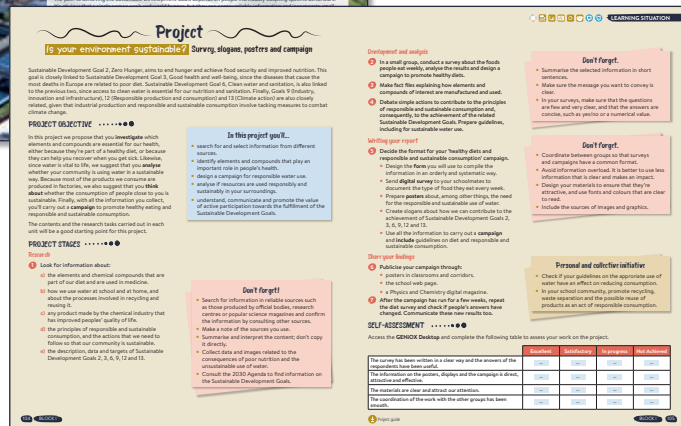 LEARNING SITUATION
Project
Is your environment sustainable? Survey, slogans, posters and campaign
Sustainable Development Goal 2, Zero Hunger, aims to end hunger and achieve food security and improved nutrition. This
goal is closely linked to Sustainable Development Goal 3, Good health and well-being, since the diseases that cause the
most deaths in Europe are related to poor diet. Sustainable Goal 6, Clean water and sanitation, is also linked
to the previous two, since access to clean water is essential for our nutrition and sanitation. Finally, Goals 9 (Industry,
Innovation and infrastructure), 12 (Responsible production and consumption) and 13 (Climate action) are also closely
related, given that industrial production and responsible and sustainable consumption involve tacking measures to combat
climate change.
PROJECT OBJECTIVE
In this project we propose that you investigate which
elements and compounds are essential for our health,
either because they're part of a healthy diet, or because
they can help you recover when you get sick. Likewise,
since water is vital to life, we suggest that you analyse
whether your community is using water in a sustainable
way. Because most of the products we consume are
produced in factories, we also suggest that you think
about whether the consumption of people close to you is
sustainable. Finally, with all the information you collect,
you'll carry out a campaign to promote healthy eating and
responsible and sustainable consumption.
The contents and the research tasks carried out in each
unit will be a good starting point for this project.
In this project you'll...
• search for and select information from different
sources.
• identify elements and compounds that play an
important role in people's health.
• design a campaign for responsible water use.
• analyse if resources are used responsibly and
sustainably in your surroundings.
• understand, communicate and promote the value
of active participation towards the fulfillment of the
Sustainable Development Goals.
PROJECT STAGES
Research
1 Look for information about:
a) the elements and chemical compounds that are
part of our diet and are used in medicine.
b) how we use water at school and at home, and
about the processes involved in recycling and
reusing it.
c) any product made by the chemical industry that
has improved peoples' quality of life.
d) the principles of responsible and sustainable
consumption, and the actions that we need to
follow so that our community is sustainable.
e) the description, data and targets of Sustainable
Development Goals 2, 3, 6, 9, 12 and 13.
Don't forget!
• Search for information in reliable sources such
as those produced by official bodies, research
centres or popular science magazines and confirm
the information by consulting other sources.
• Make a note of the sources you use.
• Summarise and interpret the content; don't copy
it directly.
• Collect data and images related to the
consequences of poor nutrition and the
unsustainable use of water.
• Consult the 2030 Agenda to find information on
the Sustainable Development Goals.
BLOCK I
Development and analysis
2 In a small group, conduct a survey about the foods
people eat weekly, analyse the results and design a
campaign to promote healthy diets.
3 Make fact files explaining how elements and
compounds of interest are manufactured and used.
4 Debate simple actions to contribute to the principles
of responsible and sustainable consumption and,
consequently, to the achievement of the related
Sustainable Development Goals. Prepare guidelines,
including for sustainable water use.
Don't forget.
• Summarise the selected information in short
sentences.
• Make sure the message you want to convey is
clear.
• In your surveys, make sure that the questions
are few and very clear, and that the answers are
concise, such as yes/no or a numerical value.
Writing your report
5 Decide the format for your 'healthy diets and
responsible and sustainable consumption' campaign.
• Design the form you will use to compile the
information in an orderly and systematic way.
• Send digital survey to your schoolmates to
document the type of food they eat every week.
• Prepare posters about, among other things, the need
for the responsible and sustainable use of water.
• Create slogans about how we can contribute to the
achievement of Sustainable Development Goals 2,
3, 6, 9, 12 and 13.
• Use all the information to carry out a campaign
and include guidelines on diet and responsible and
sustainable consumption.
Don't forget.
• Coordinate between groups so that surveys
and campaigns have a common format.
• Avoid information overload. It is better to use less
information that is clear and makes an impact.
• Design your materials to ensure that they're
attractive, and use fonts and colours that are clear
to read.
• Include the sources of images and graphics.
Share your findings
6 Publicise your campaign through:
• posters in classrooms and corridors.
• the school web page.
• a Physics and Chemistry digital magazine.
7 After the campaign has run for a few weeks, repeat
the diet survey and check if people's answers have
changed. Communicate these new results too.
Personal and collective initiative
• Check if your guidelines on the appropriate use of
water have an effect on reducing consumption.
• In your school community, promote recycling,
waste separation and the possible reuse of
products as an act of responsible consumption.
SELF-ASSESSMENT
Access the GENIOX Desktop and complete the following table to assess your work on the project.
Excellent Satisfactory In progress Not Achieved
The survey has been written in a clear way and the answers of the
respondents have been useful.
The information on the posters, displays and the campaign is direct,
attractive and effective.
The materials are clear and attract our attention.
The coordination of the work with the other groups has been
smooth.
Project guide
BLOCK I